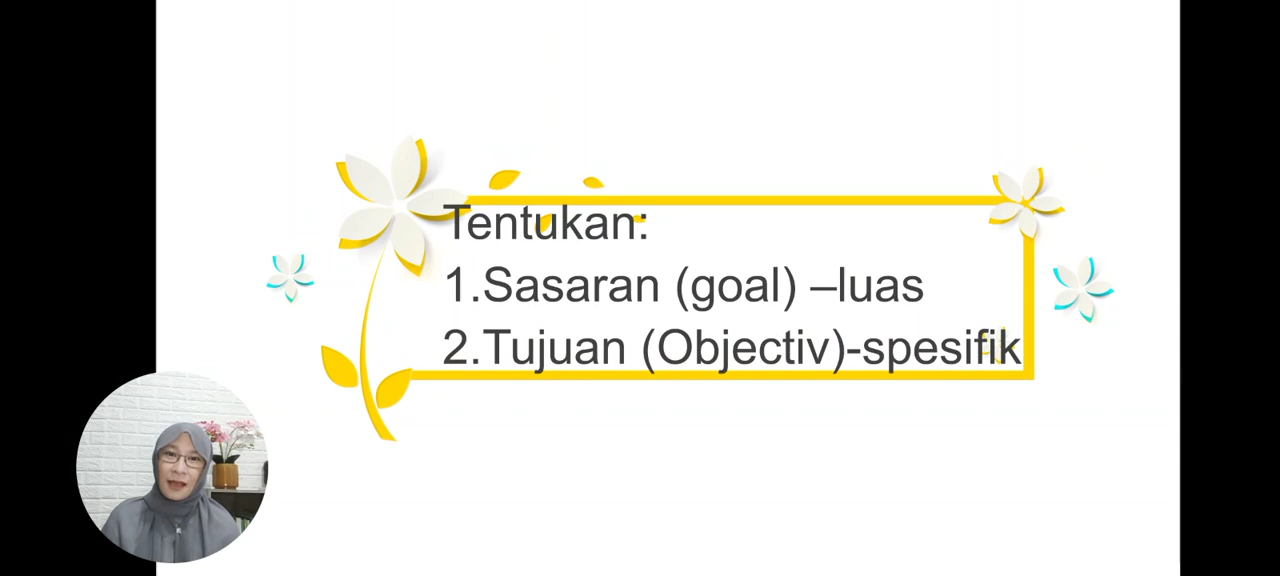 Tentukan:
1.Sasaran (goal) –luas
2.Tujuan (Objectiv)-spesifik